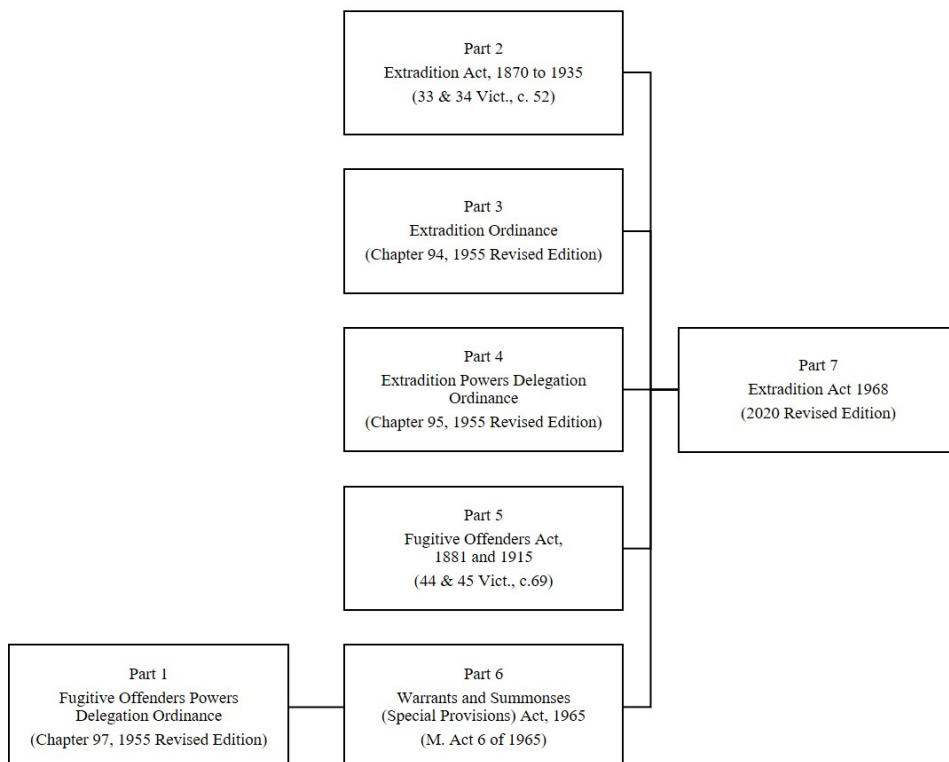 Part 2
Extradition Act, 1870 to 1935
(33 & 34 Vict., c. 52)
Part 3
Extradition Ordinance
(Chapter 94, 1955 Revised Edition)
Part 4
Extradition Powers Delegation
Ordinance
(Chapter 95, 1955 Revised Edition)
Part 7
Extradition Act 1968
(2020 Revised Edition)
Part 5
Fugitive Offenders Act,
1881 and 1915
(44 & 45 Vict., c.69)
Part 1
Fugitive Offenders Powers
Delegation Ordinance
(Chapter 97, 1955 Revised Edition)
Part 6
Warrants and Summonses
(Special Provisions) Act, 1965
(M. Act 6 of 1965)